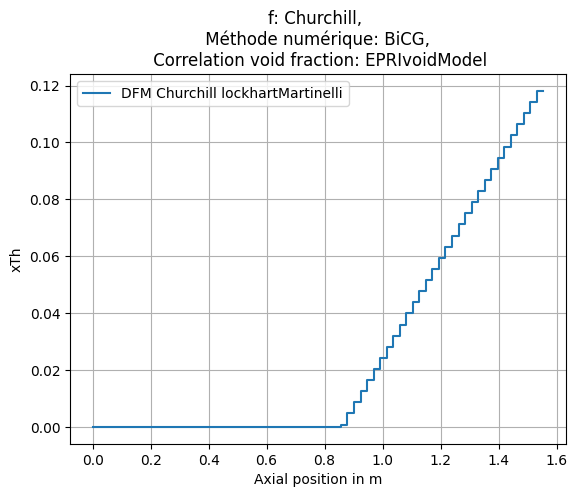 f: Churchill,
Méthode numérique: BiCG,
Correlation void fraction: EPRIvoidModel
DFM Churchill lockhartMartinelli
0.12
0.10
0.08
0.06
0.04
0.02
0.00
xTh
0.0 0.2 0.4 0.6 0.8 1.0 1.2 1.4 1.6
Axial position in m